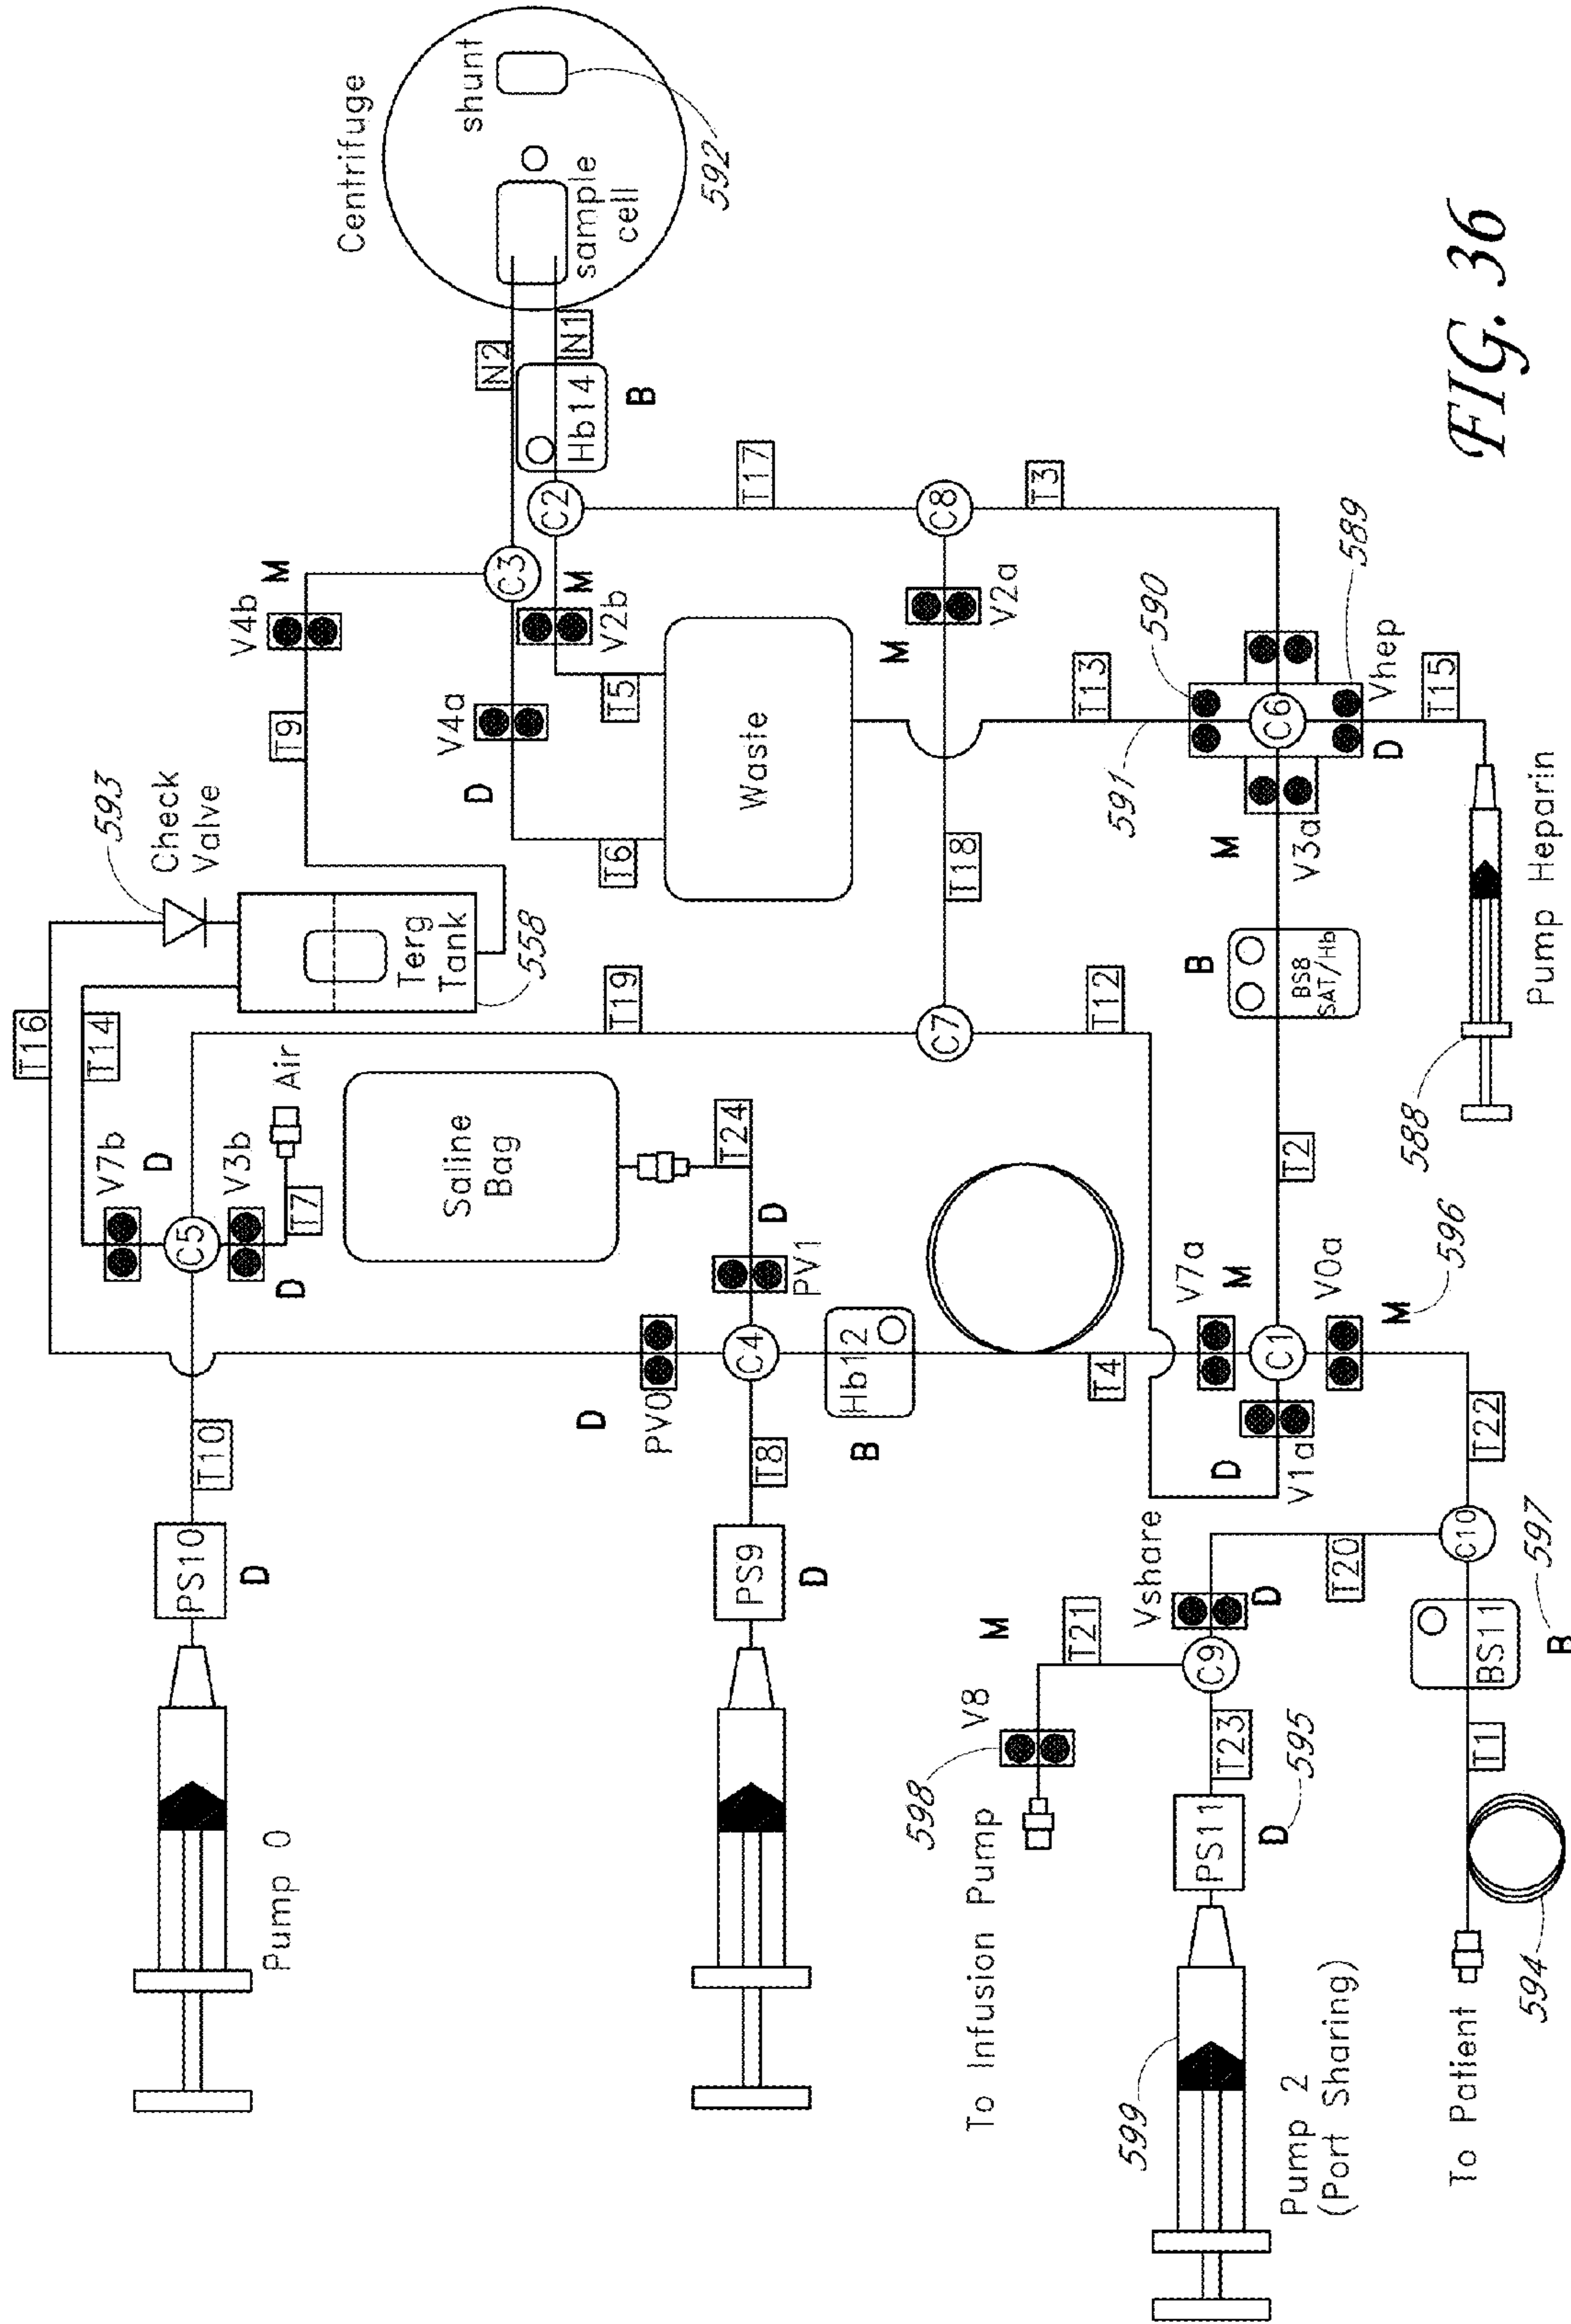 Centrifuge
shunt
sample
cell
592
N2
N1
Hb14
B
C2
C3
T17
C8
T3
V4b
M
T9
V4a
D
M
V2b
T5
T6
Waste
M
V2a
T18
T13
590
589
591
C6
Vhep
D
T15
V3a
M
593
Check
Valve
Terg
Tank
558
T16
T14
V7b
D
C5
V3b
D
T7
Air
T19
C7
T12
Saline
Bag
T24
D
PV1
C4
PV0
D
Hb12
B
T4
V7a
M
C1
V0a
M
596
V1a
D
T2
B
BS8
SAT/Hb
588
Pump Heparin
T10
PS10
D
Pump 0
T8
PS9
D
T22
C10
T20
Vshare
D
C9
T21
M
V8
598
T23
PS11
D
595
To Infusion Pump
599
Pump 2
(Port Sharing)
597
B
BS11
T1
594
To Patient
FIG. 36